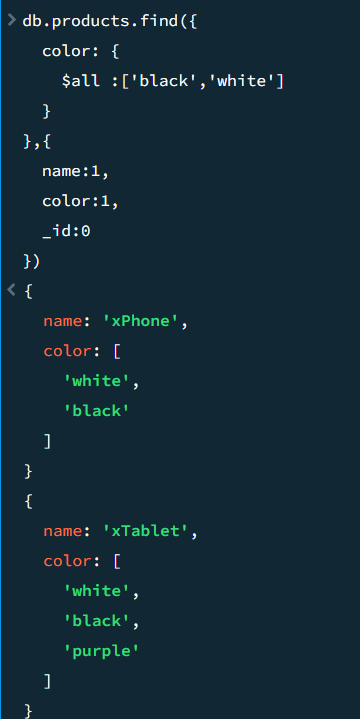 db.products.find({
color: {
$all :['black','white']
}
},{
name:1,
color:1,
_id:0
})
{
name: 'xPhone',
color: [
'white',
'black'
]
}
{
name: 'xTablet',
color: [
'white',
'black',
'purple'
]
}